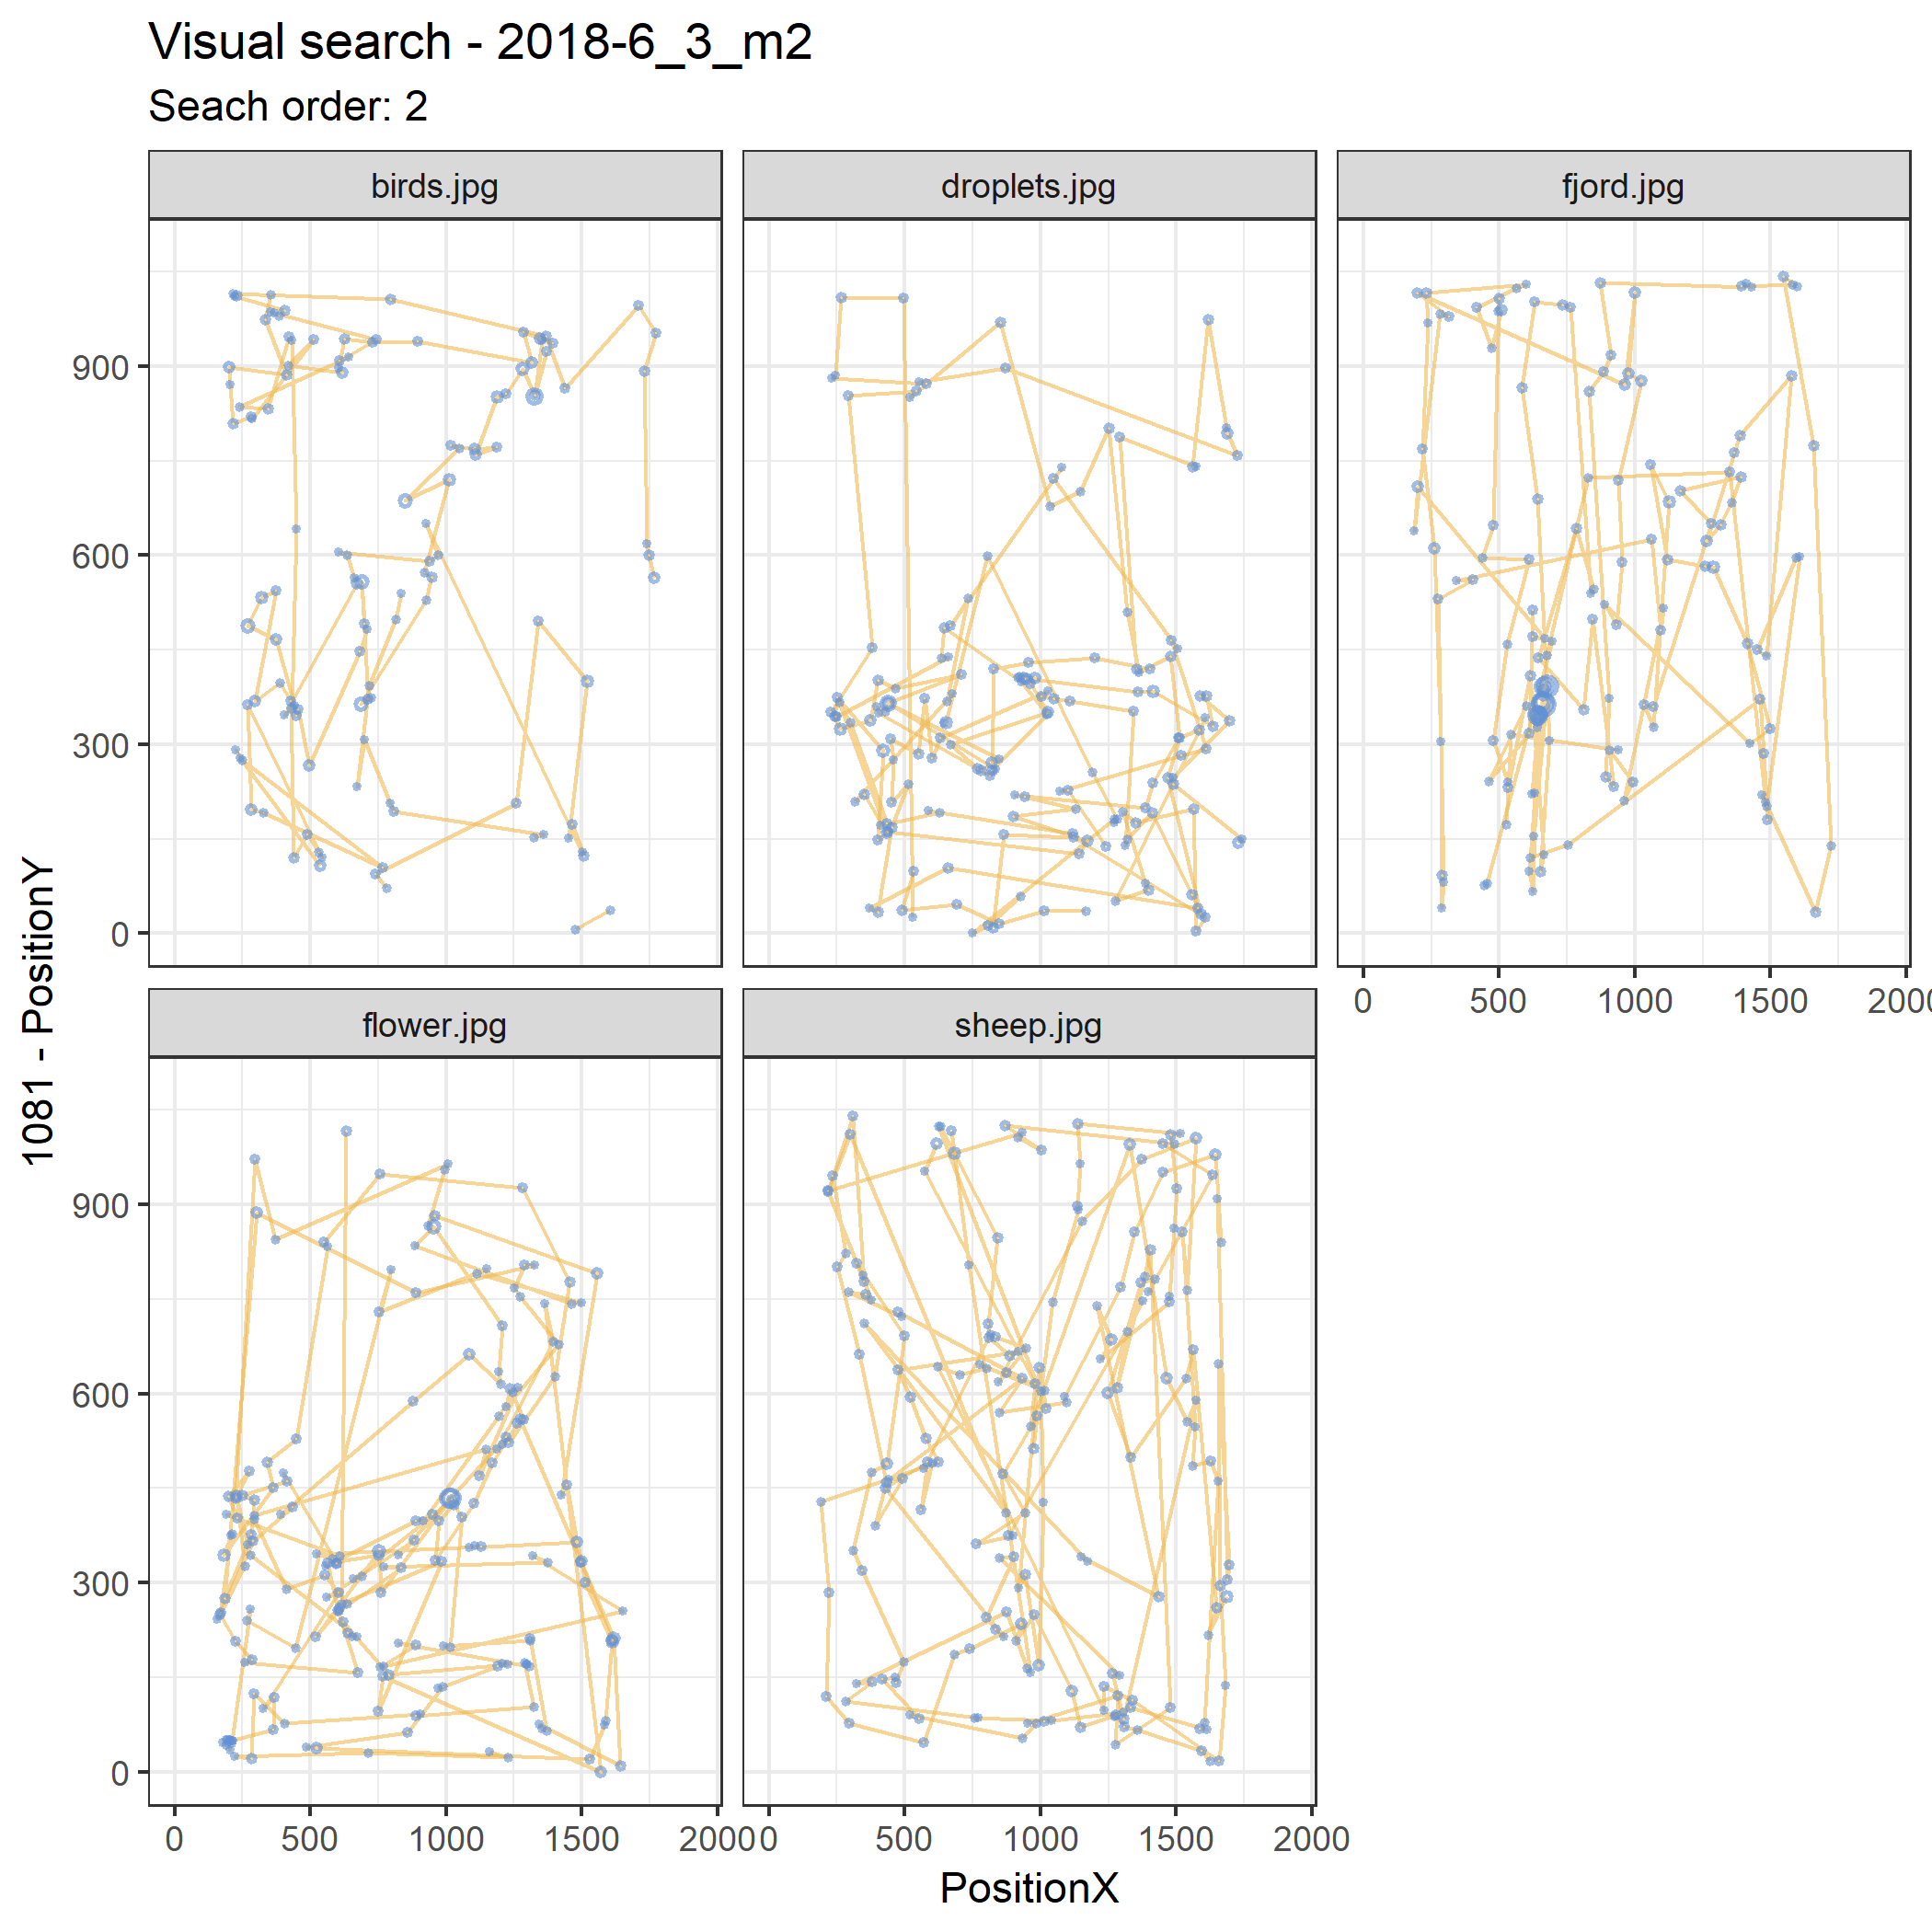 Visual search - 2018-6_3_m2
Seach order: 2
birds.jpg droplets.jpg fjord.jpg
900
600
300
0
1081 - PositionY
0 500 1000 1500 2000
flower.jpg sheep.jpg
900
600
300
0
0 500 1000 1500 2000 0 500 1000 1500 2000
PositionX